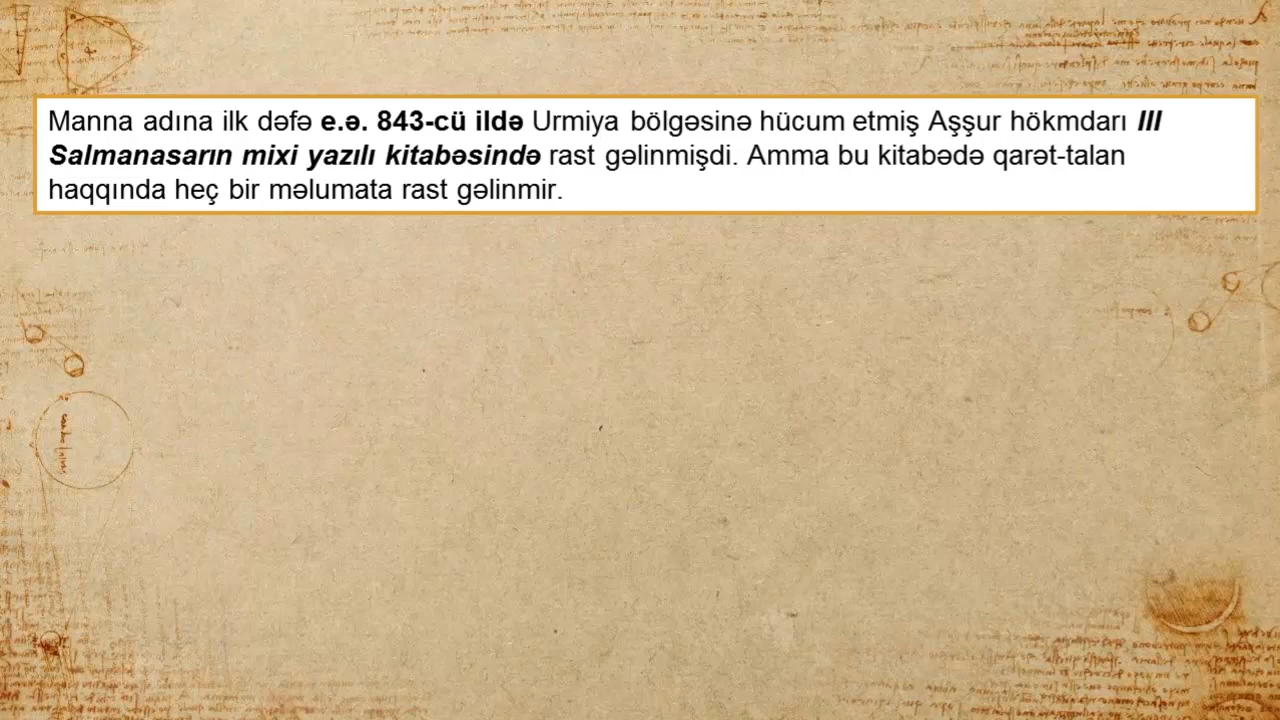 Manna adına ilk dəfə e.ə. 843-cü ildə Urmiya bölgəsinə hücum etmiş Aşşur hökmdarı III
Salmanasarın mixi yazılı kitabəsində rast gəlinmişdi. Amma bu kitabədə qarət-talan
haqqında heç bir məlumata rast gəlinmir.